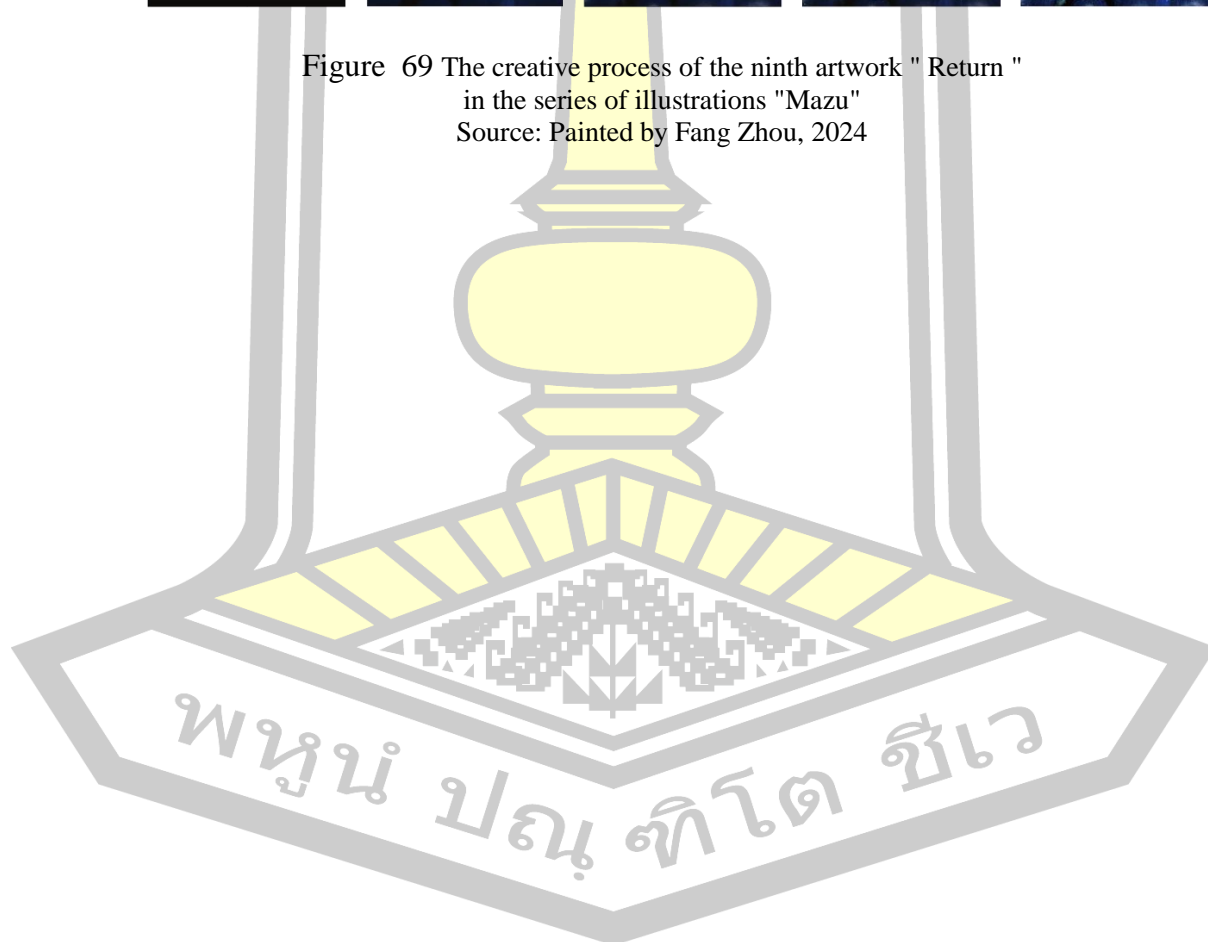 Figure 69 The creative process of the ninth artwork " Return "
in the series of illustrations "Mazu"
Source: Painted by Fang Zhou, 2024
พหูนํ ปณฺฑิโต ชีเว